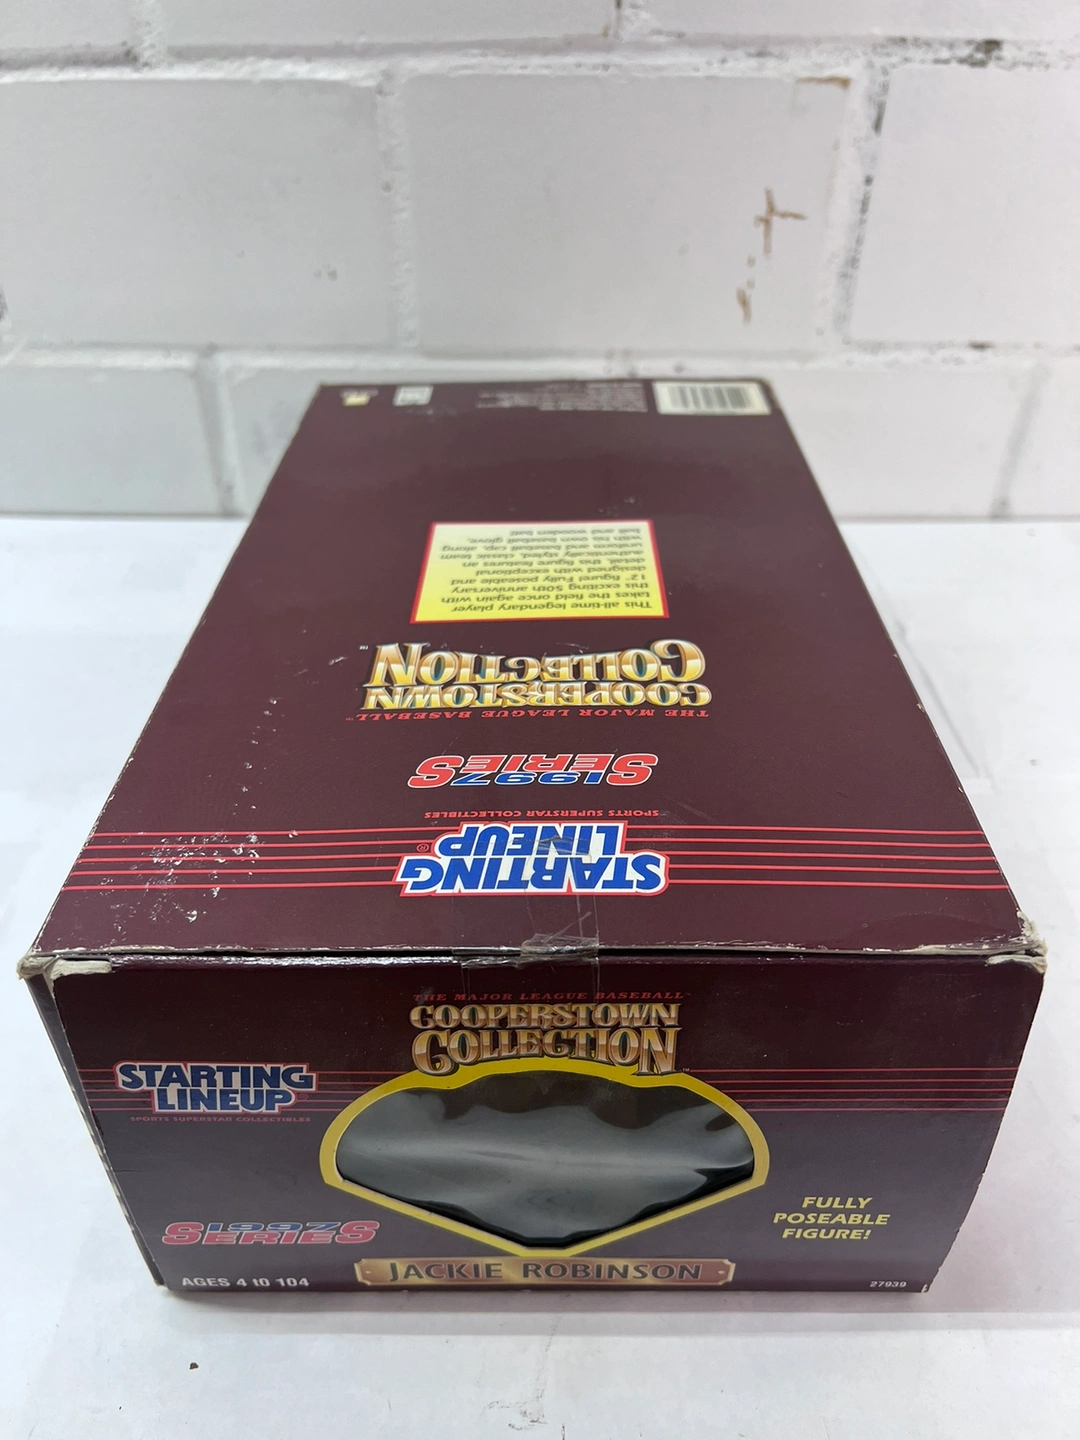 This all-time legendary player
takes the field once again with
this exciting 50th anniversary
12" figure! Fully poseable and
designed with exceptional
detail, this figure features an
authentically styled, classic team
uniform and baseball cap, along
with his own baseball glove,
ball and wooden bat!
THE MAJOR LEAGUE BASEBALL™
COOPERSTOWN
COLLECTION™
1997
SERIES
SPORTS SUPERSTAR COLLECTIBLES
STARTING
LINEUP®
THE MAJOR LEAGUE BASEBALL™
COOPERSTOWN
COLLECTION™
STARTING
LINEUP
SPORTS SUPERSTAR COLLECTIBLES
1997
SERIES
AGES 4 to 104
JACKIE ROBINSON
FULLY
POSEABLE
FIGURE!
27939